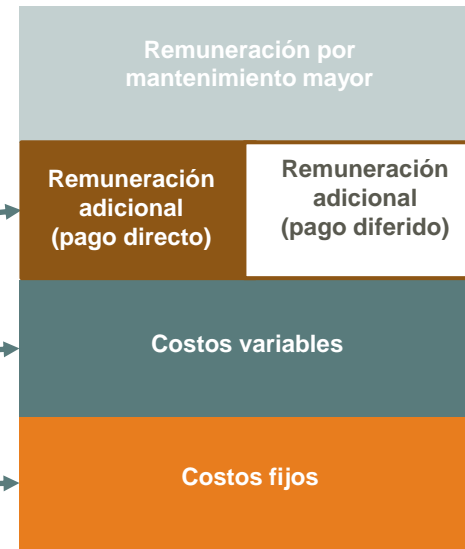 Remuneración por
mantenimiento mayor
Remuneración
adicional
(pago directo)
Remuneración
adicional
(pago diferido)
Costos variables
Costos fijos